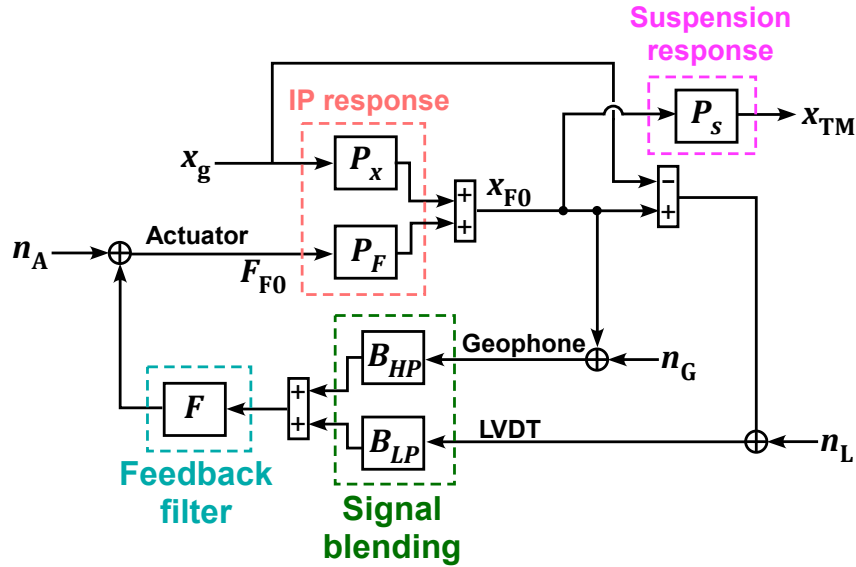 Suspension
response
IP response
x_g
P_x
x_F0
P_s
x_TM
+
+
−
+
n_A
Actuator
F_F0
P_F
Geophone
n_G
B_HP
F
+
+
LVDT
n_L
B_LP
Feedback
filter
Signal
blending